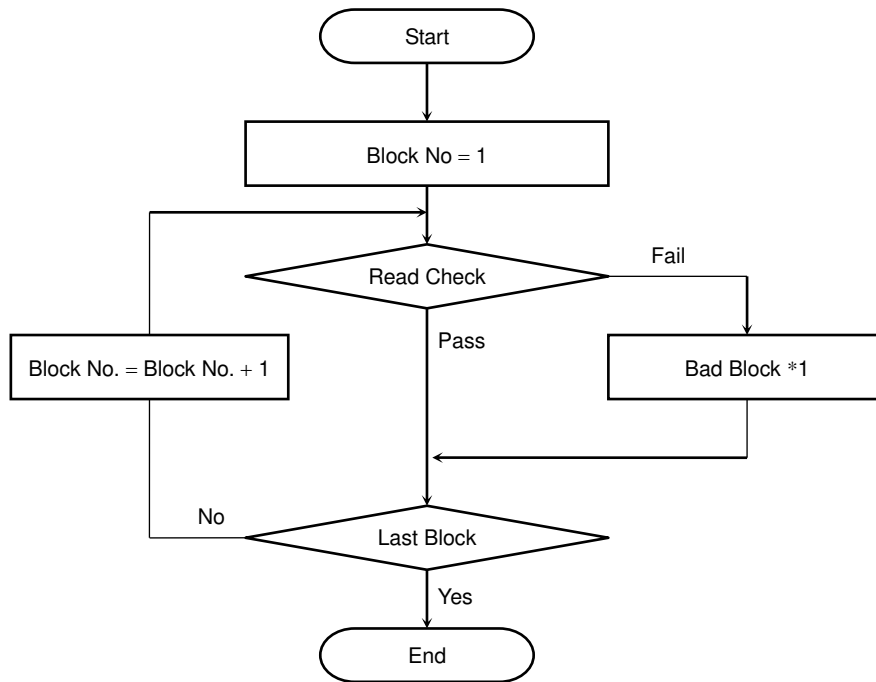 Start
Block No = 1
Read Check
Fail
Pass
Block No. = Block No. + 1
Bad Block *1
No
Last Block
Yes
End